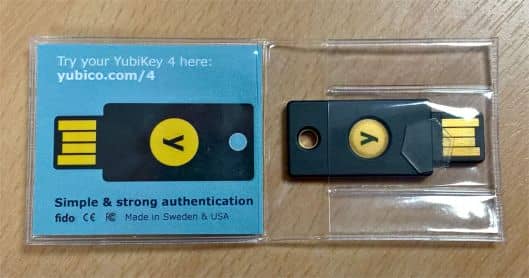 Try your YubiKey 4 here:
yubico.com/4
y
Simple & strong authentication
fido CE FC Made in Sweden & USA
y